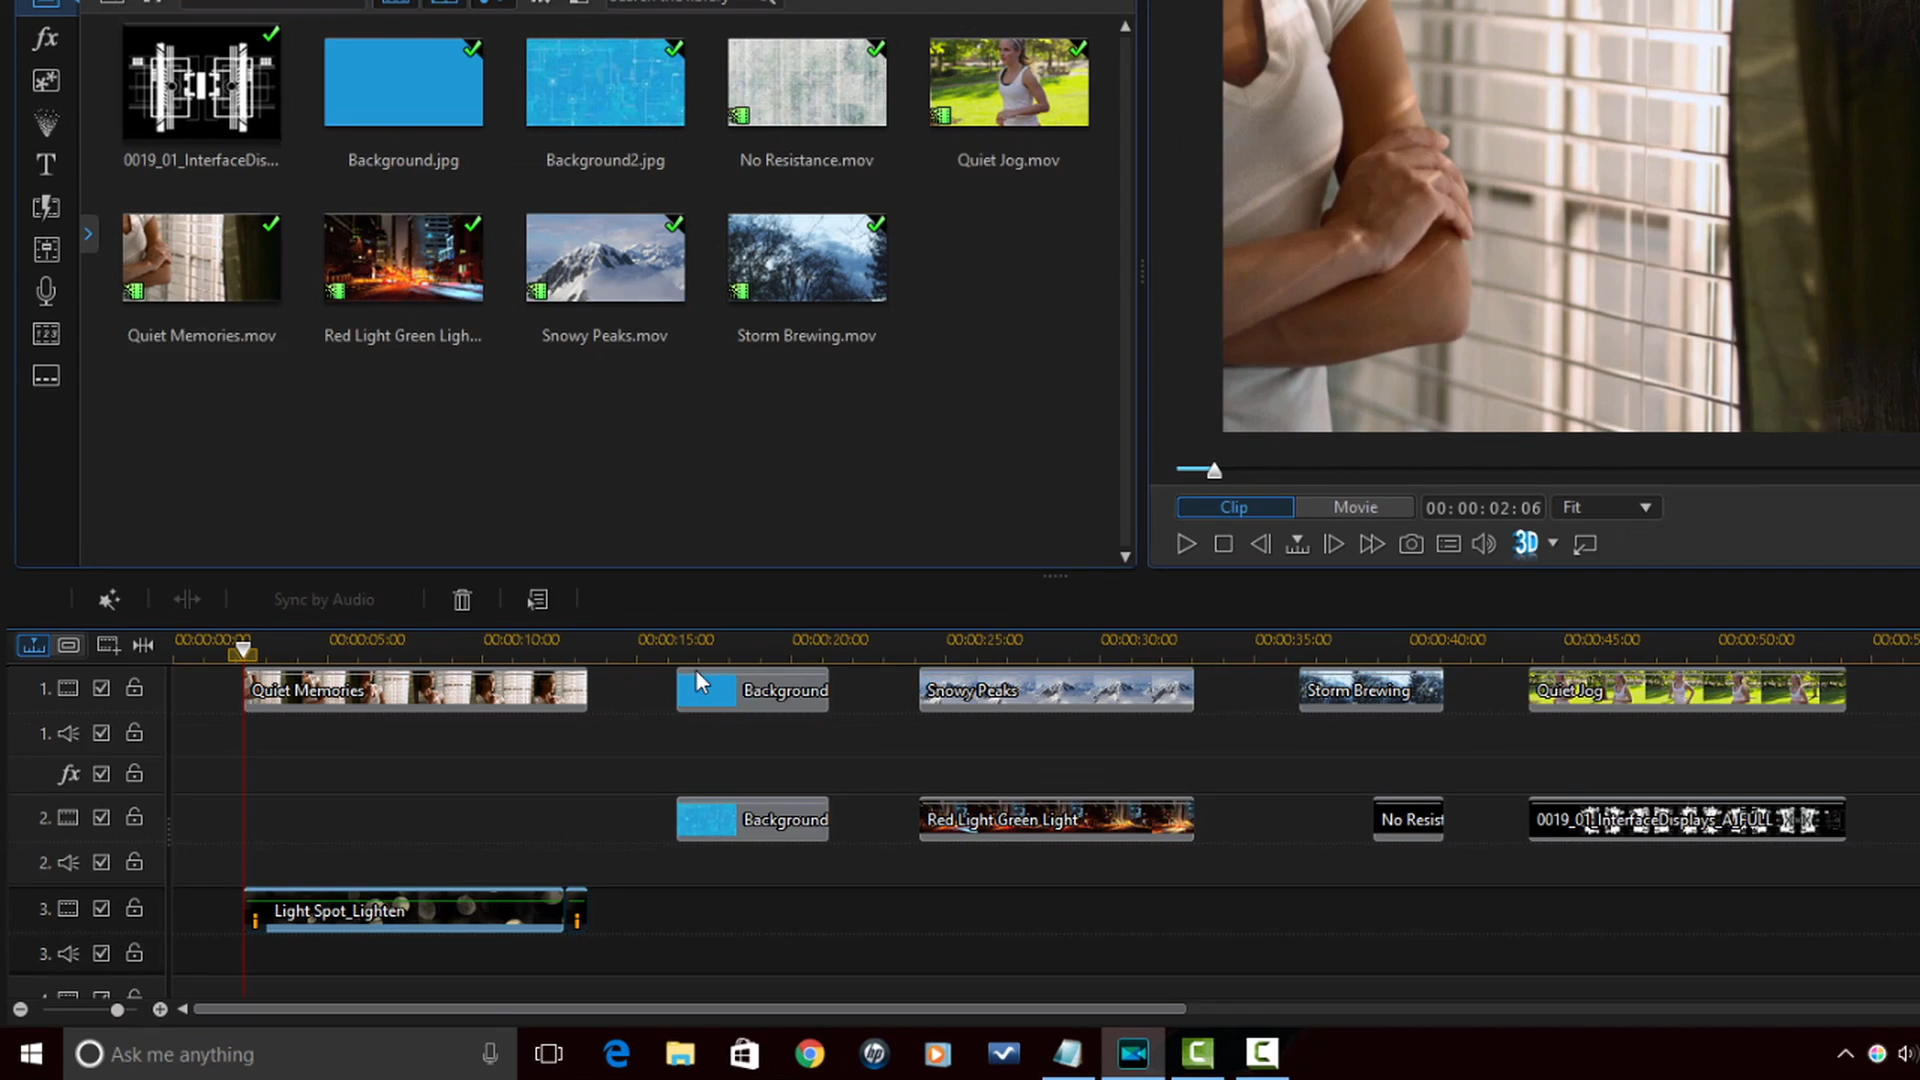 fx
T
0019_01_InterfaceDis...
Background.jpg
Background2.jpg
No Resistance.mov
Quiet Jog.mov
Quiet Memories.mov
Red Light Green Ligh...
Snowy Peaks.mov
Storm Brewing.mov
Clip
Movie
00:00:02:06
Fit
3D
Sync by Audio
00:00:00:00
00:00:05:00
00:00:10:00
00:00:15:00
00:00:20:00
00:00:25:00
00:00:30:00
00:00:35:00
00:00:40:00
00:00:45:00
00:00:50:00
1.
Quiet Memories
Background
Snowy Peaks
Storm Brewing
Quiet Jog
1.
fx
2.
Background
Red Light Green Light
No Resist
0019_01_InterfaceDisplays_A_FULL
2.
3.
Light Spot_Lighten
3.
Ask me anything